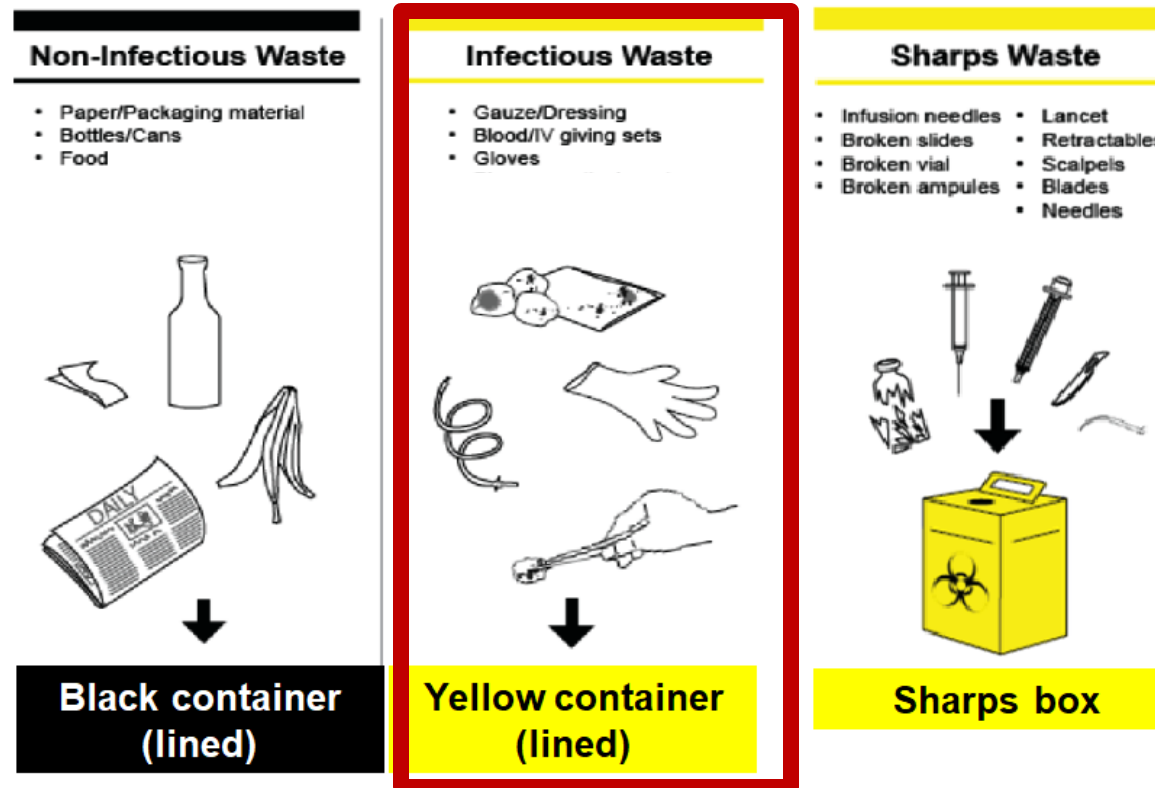 Non-Infectious Waste
• Paper/Packaging material
• Bottles/Cans
• Food
DAILY
Black container
(lined)
Infectious Waste
• Gauze/Dressing
• Blood/IV giving sets
• Gloves
Yellow container
(lined)
Sharps Waste
• Infusion needles
• Broken slides
• Broken vial
• Broken ampules
• Lancet
• Retractables
• Scalpels
• Blades
• Needles
Sharps box